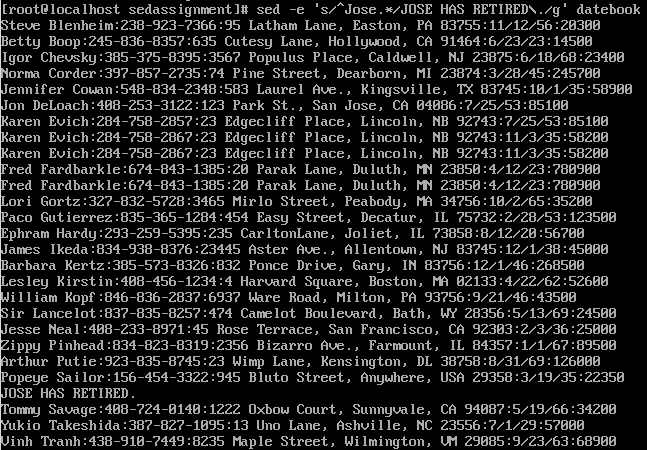 [root@localhost sedassignment]# sed -e 's/^Jose.*/JOSE HAS RETIRED\./g' datebook
Steve Blenheim:238-923-7366:95 Latham Lane, Easton, PA 83755:11/12/56:20300
Betty Boop:245-836-8357:635 Cutesy Lane, Hollywood, CA 91464:6/23/23:14500
Igor Chevsky:385-375-8395:3567 Populus Place, Caldwell, NJ 23875:6/18/68:23400
Norma Corder:397-857-2735:74 Pine Street, Dearborn, MI 23874:3/28/45:245700
Jennifer Cowan:548-834-2348:583 Laurel Ave., Kingsville, TX 83745:10/1/35:58900
Jon DeLoach:408-253-3122:123 Park St., San Jose, CA 04086:7/25/53:85100
Karen Evich:284-758-2857:23 Edgecliff Place, Lincoln, NB 92743:7/25/53:85100
Karen Evich:284-758-2867:23 Edgecliff Place, Lincoln, NB 92743:11/3/35:58200
Karen Evich:284-758-2867:23 Edgecliff Place, Lincoln, NB 92743:11/3/35:58200
Fred Fardbarkle:674-843-1385:20 Parak Lane, Duluth, MN 23850:4/12/23:780900
Fred Fardbarkle:674-843-1385:20 Parak Lane, Duluth, MN 23850:4/12/23:780900
Lori Gortz:327-832-5728:3465 Mirlo Street, Peabody, MA 34756:10/2/65:35200
Paco Gutierrez:835-365-1284:454 Easy Street, Decatur, IL 75732:2/28/53:123500
Ephram Hardy:293-259-5395:235 CarltonLane, Joliet, IL 73858:8/12/20:56700
James Ikeda:834-938-8376:23445 Aster Ave., Allentown, NJ 83745:12/1/38:45000
Barbara Kertz:385-573-8326:832 Ponce Drive, Gary, IN 83756:12/1/46:268500
Lesley Kirstin:408-456-1234:4 Harvard Square, Boston, MA 02133:4/22/62:52600
William Kopf:846-836-2837:6937 Ware Road, Milton, PA 93756:9/21/46:43500
Sir Lancelot:837-835-8257:474 Camelot Boulevard, Bath, WY 28356:5/13/69:24500
Jesse Neal:408-233-8971:45 Rose Terrace, San Francisco, CA 92303:2/3/36:25000
Zippy Pinhead:834-823-8319:2356 Bizarro Ave., Farmount, IL 84357:1/1/67:89500
Arthur Putie:923-835-8745:23 Wimp Lane, Kensington, DL 38758:8/31/69:126000
Popeye Sailor:156-454-3322:945 Bluto Street, Anywhere, USA 29358:3/19/35:22350
JOSE HAS RETIRED.
Tommy Savage:408-724-0140:1222 Oxbow Court, Sunnyvale, CA 94087:5/19/66:34200
Yukio Takeshida:387-827-1095:13 Uno Lane, Ashville, NC 23556:7/1/29:57000
Vinh Tranh:438-910-7449:8235 Maple Street, Wilmington, VM 29085:9/23/63:68900